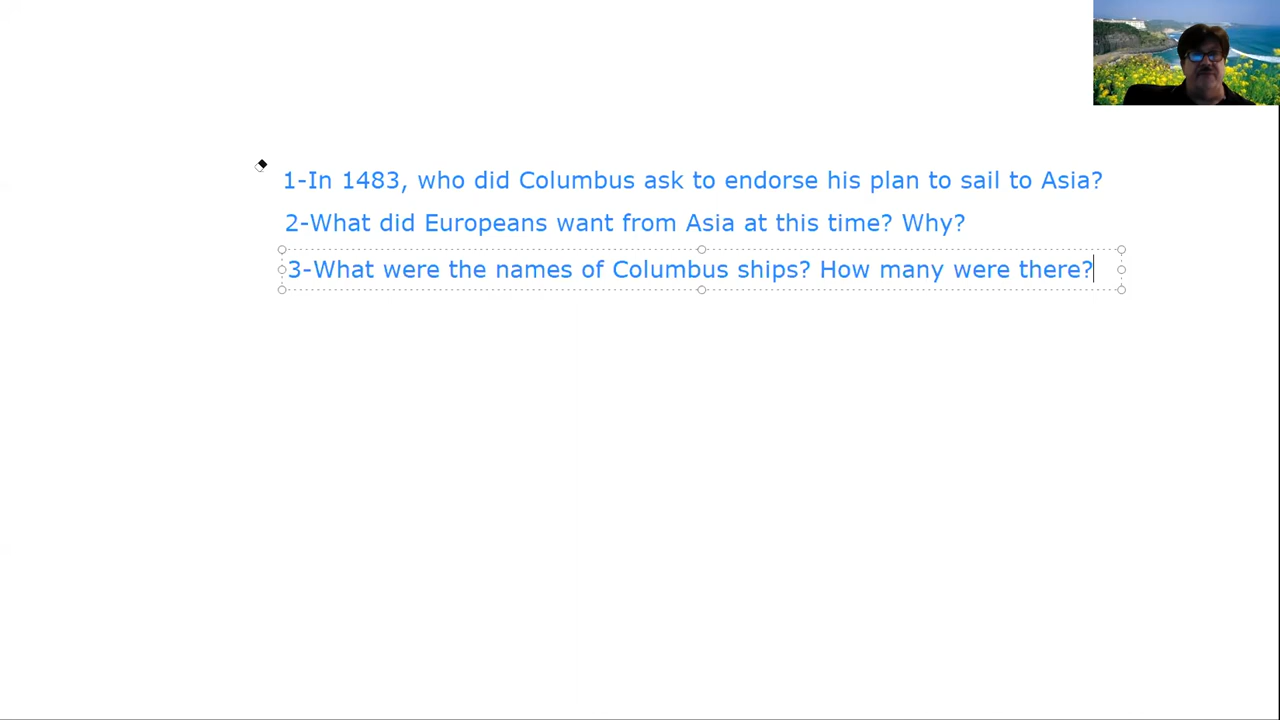 1-In 1483, who did Columbus ask to endorse his plan to sail to Asia?
2-What did Europeans want from Asia at this time? Why?
3-What were the names of Columbus ships? How many were there?